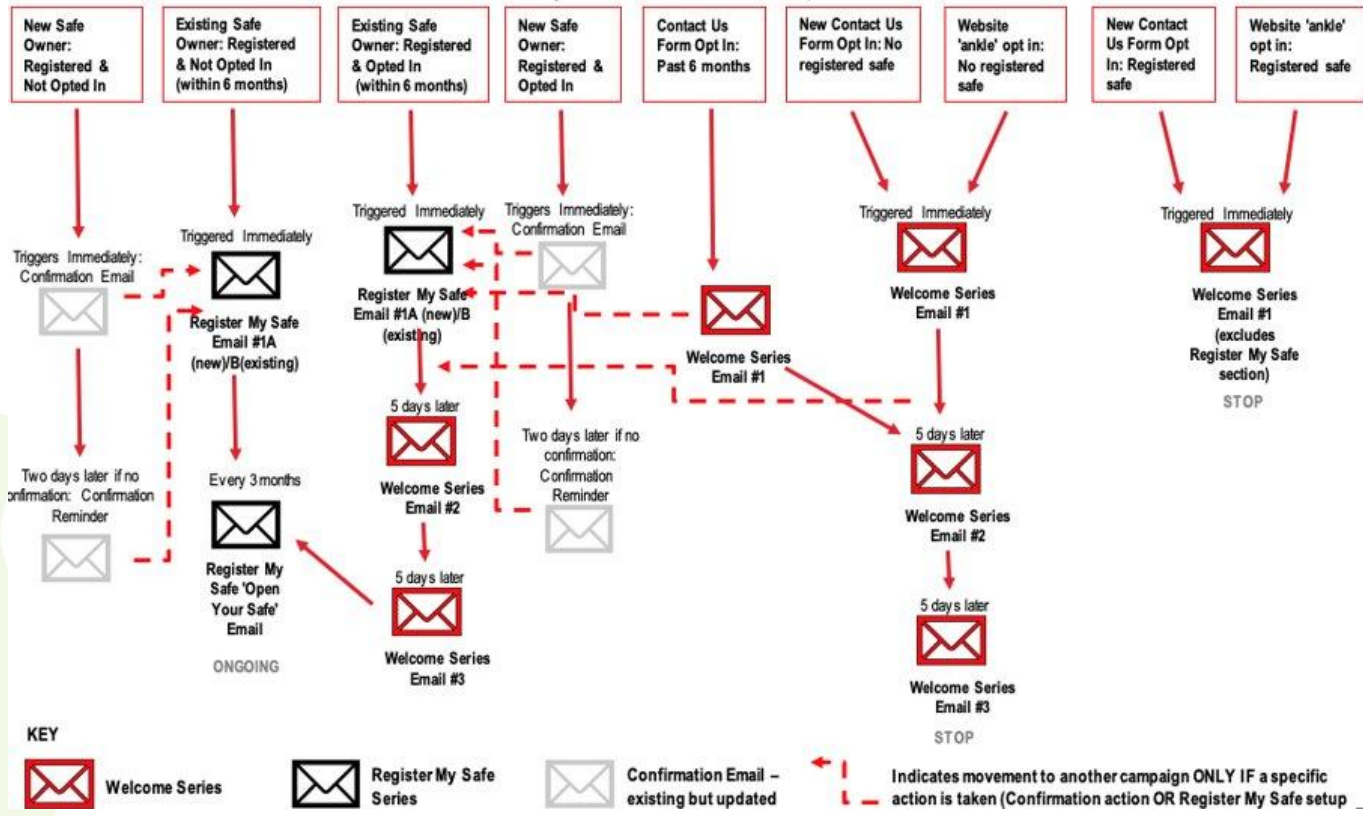 New Safe
Owner:
Registered &
Not Opted In
Existing Safe
Owner: Registered
& Not Opted In
(within 6 months)
Existing Safe
Owner: Registered
& Opted In
(within 6 months)
New Safe
Owner:
Registered &
Opted In
Contact Us
Form Opt In:
Past 6 months
New Contact Us
Form Opt In: No
registered safe
Website
'ankle' opt in:
No registered
safe
New Contact
Us Form Opt
In: Registered
safe
Website 'ankle'
opt in:
Registered safe
Triggers Immediately:
Confirmation Email
Two days later if no
onfirmation: Confirmation
Reminder
Triggered Immediately
Register My Safe
Email #1A
(new)/B(existing)
Every 3 months
Register My
Safe 'Open
Your Safe'
Email
ONGOING
Triggered Immediately
Register My Safe
Email #1A (new)/B
(existing)
5 days later
Welcome Series
Email #2
5 days later
Welcome Series
Email #3
Triggers Immediately:
Confirmation Email
Two days later if no
confirmation:
Confirmation
Reminder
Welcome Series
Email #1
Triggered Immediately
Welcome Series
Email #1
5 days later
Welcome Series
Email #2
5 days later
Welcome Series
Email #3
STOP
Triggered Immediately
Welcome Series
Email #1
(excludes
Register My Safe
section)
STOP
KEY
Welcome Series
Register My Safe
Series
Confirmation Email –
existing but updated
Indicates movement to another campaign ONLY IF a specific
action is taken (Confirmation action OR Register My Safe setup